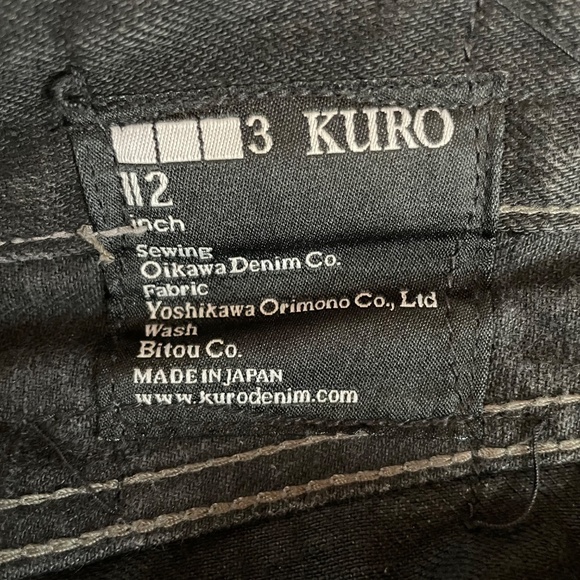 3 KURO
2
inch
Sewing
Oikawa Denim Co.
Fabric
Yoshikawa Orimono Co., Ltd
Wash
Bitou Co.
MADE IN JAPAN
www.kurodenim.com